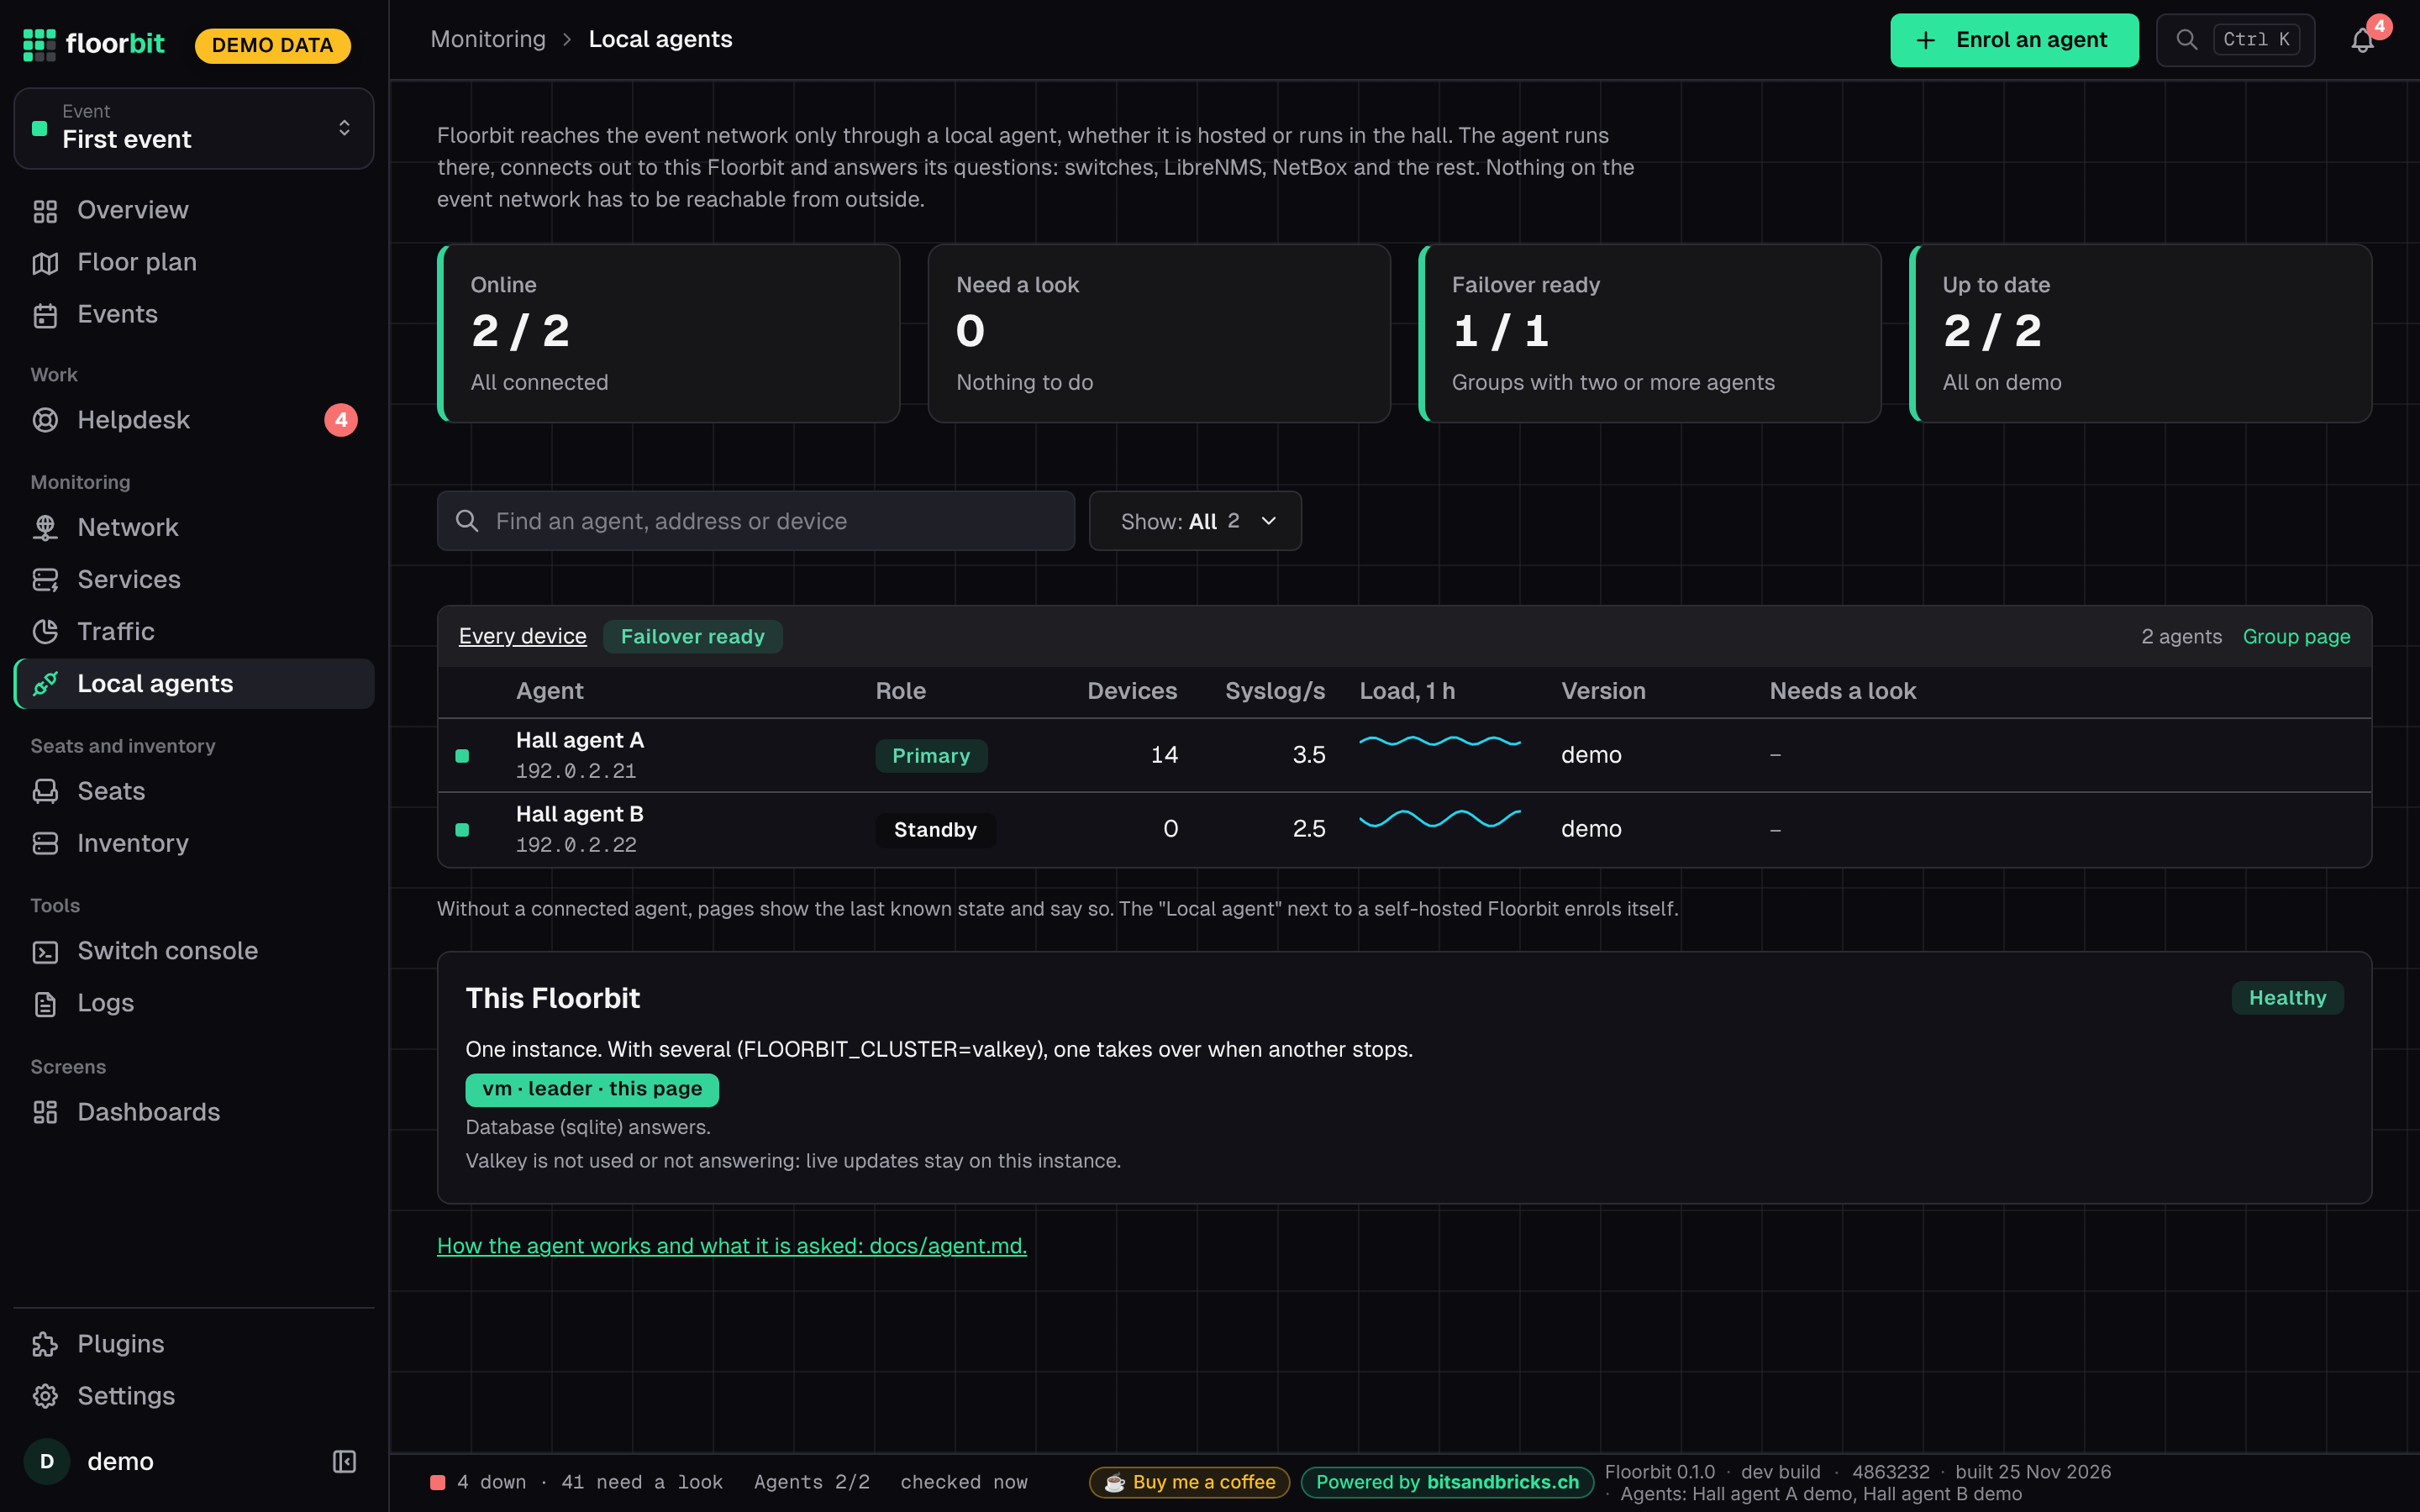 floorbit DEMO DATA
Event
First event
Overview
Floor plan
Events
Work
Helpdesk 4
Monitoring
Network
Services
Traffic
Local agents
Seats and inventory
Seats
Inventory
Tools
Switch console
Logs
Screens
Dashboards
Plugins
Settings
D demo
Monitoring > Local agents
+ Enrol an agent
Ctrl K
4
Floorbit reaches the event network only through a local agent, whether it is hosted or runs in the hall. The agent runs
there, connects out to this Floorbit and answers its questions: switches, LibreNMS, NetBox and the rest. Nothing on the
event network has to be reachable from outside.
Online
2 / 2
All connected
Need a look
0
Nothing to do
Failover ready
1 / 1
Groups with two or more agents
Up to date
2 / 2
All on demo
Find an agent, address or device
Show: All 2
Every device Failover ready 2 agents Group page
Agent Role Devices Syslog/s Load, 1 h Version Needs a look
Hall agent A
192.0.2.21
Primary 14 3.5 demo –
Hall agent B
192.0.2.22
Standby 0 2.5 demo –
Without a connected agent, pages show the last known state and say so. The "Local agent" next to a self-hosted Floorbit enrols itself.
This Floorbit Healthy
One instance. With several (FLOORBIT_CLUSTER=valkey), one takes over when another stops.
vm · leader · this page
Database (sqlite) answers.
Valkey is not used or not answering: live updates stay on this instance.
How the agent works and what it is asked: docs/agent.md.
4 down · 41 need a look Agents 2/2 checked now
☕ Buy me a coffee
Powered by bitsandbricks.ch
Floorbit 0.1.0 · dev build · 4863232 · built 25 Nov 2026
· Agents: Hall agent A demo, Hall agent B demo